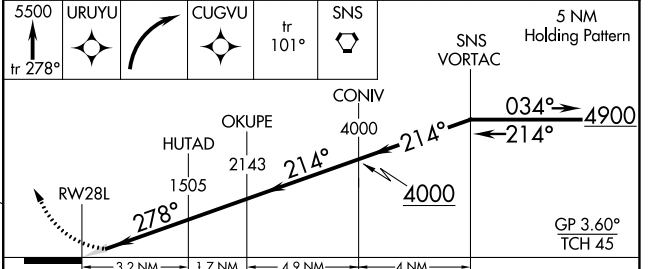 5500
tr 278°
URUYU
CUGVU
tr
101°
SNS
5 NM
Holding Pattern
SNS
VORTAC
CONIV
4000
OKUPE
2143
HUTAD
1505
RW28L
034°
4900
214°
214°
214°
4000
278°
GP 3.60°
TCH 45
3.2 NM
1.7 NM
4.9 NM
4 NM